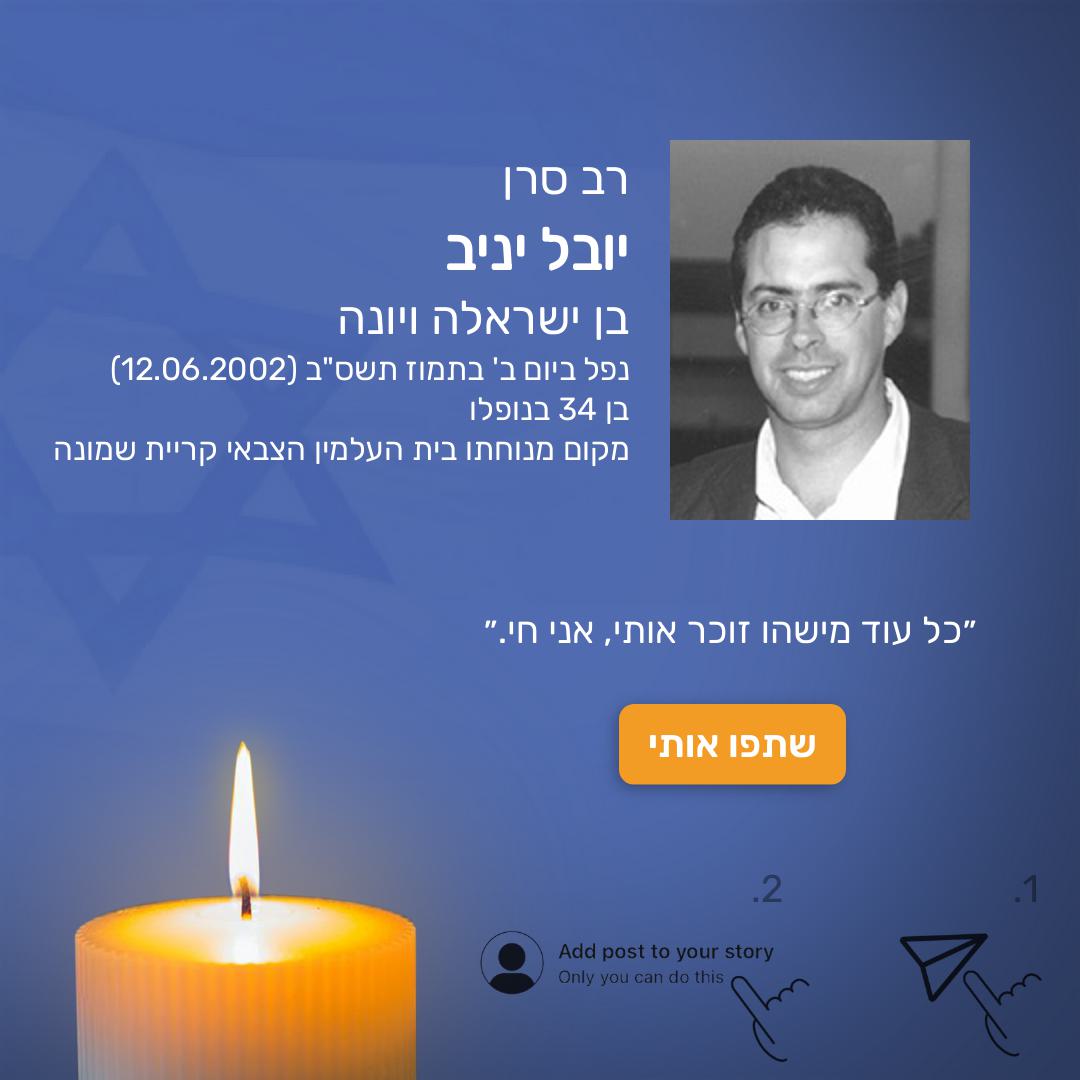 רב סרן
יובל יניב
בן ישראלה ויונה
נפל ביום ב' בתמוז תשס"ב (12.06.2002)
בן 34 בנופלו
מקום מנוחתו בית העלמין הצבאי קריית שמונה
״כל עוד מישהו זוכר אותי, אני חי.״
שתפו אותי
.1
.2
Add post to your story
Only you can do this